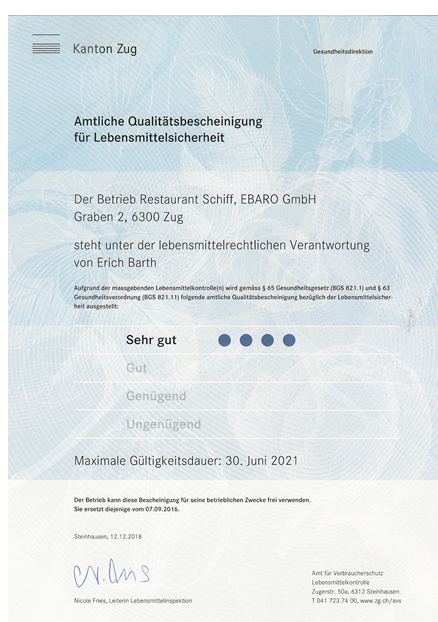 Kanton Zug
Gesundheitsdirektion
Amtliche Qualitätsbescheinigung
für Lebensmittelsicherheit
Der Betrieb Restaurant Schiff, EBARO GmbH
Graben 2, 6300 Zug
steht unter der lebensmittelrechtlichen Verantwortung
von Erich Barth
Aufgrund der massgebenden Lebensmittelkontrolle(n) wird gemäss § 65 Gesundheitsgesetz (BGS 821.1) und § 63
Gesundheitsverordnung (BGS 821.11) folgende amtliche Qualitätsbescheinigung bezüglich der Lebensmittelsicher-
heit ausgestellt:
Sehr gut
Gut
Genügend
Ungenügend
Maximale Gültigkeitsdauer: 30. Juni 2021
Der Betrieb kann diese Bescheinigung für seine betrieblichen Zwecke frei verwenden.
Sie ersetzt diejenige vom 07.09.2016.
Steinhausen, 12.12.2018
Nicole Fries, Leiterin Lebensmittelinspektion
Amt für Verbraucherschutz
Lebensmittelkontrolle
Zugerstr. 50a, 6312 Steinhausen
T 041 723 74 00, www.zg.ch/avs